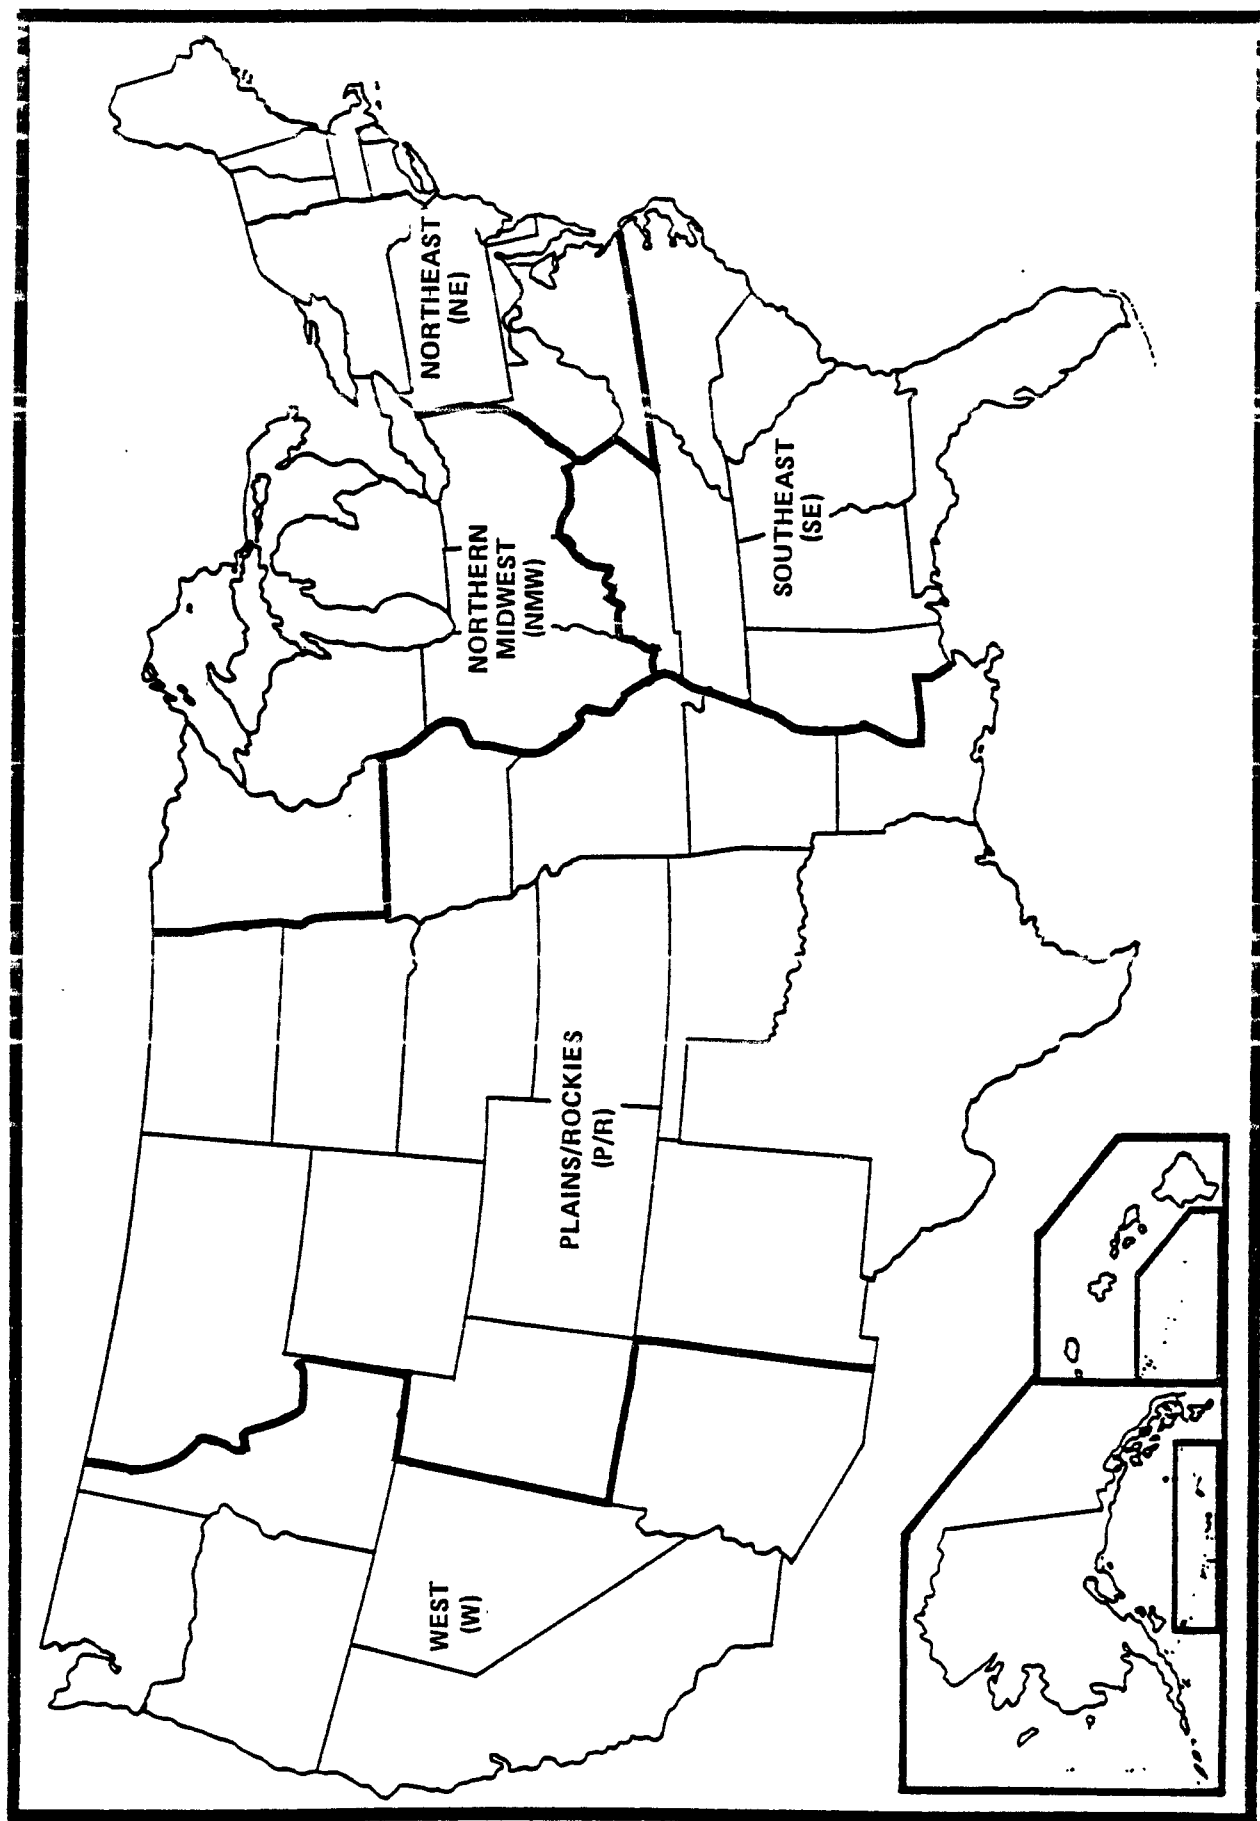 WEST
(W)
PLAINS/ROCKIES
(P/R)
NORTHERN
MIDWEST
(NMW)
NORTHEAST
(NE)
SOUTHEAST
(SE)